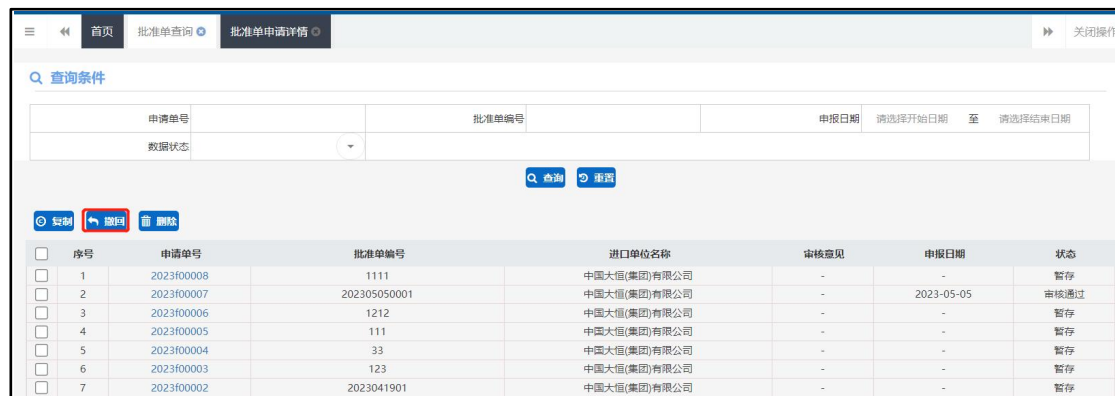 首页 批准单查询 批准单申请详情 关闭操作
查询条件
申请单号 批准单编号 申报日期 请选择开始日期 至 请选择结束日期
数据状态
查询 重置
复制 撤回 删除
序号 申请单号 批准单编号 进口单位名称 审核意见 申报日期 状态
1 2023f00008 1111 中国大恒(集团)有限公司 - - 暂存
2 2023f00007 202305050001 中国大恒(集团)有限公司 - 2023-05-05 审核通过
3 2023f00006 1212 中国大恒(集团)有限公司 - - 暂存
4 2023f00005 111 中国大恒(集团)有限公司 - - 暂存
5 2023f00004 33 中国大恒(集团)有限公司 - - 暂存
6 2023f00003 123 中国大恒(集团)有限公司 - - 暂存
7 2023f00002 2023041901 中国大恒(集团)有限公司 - - 暂存